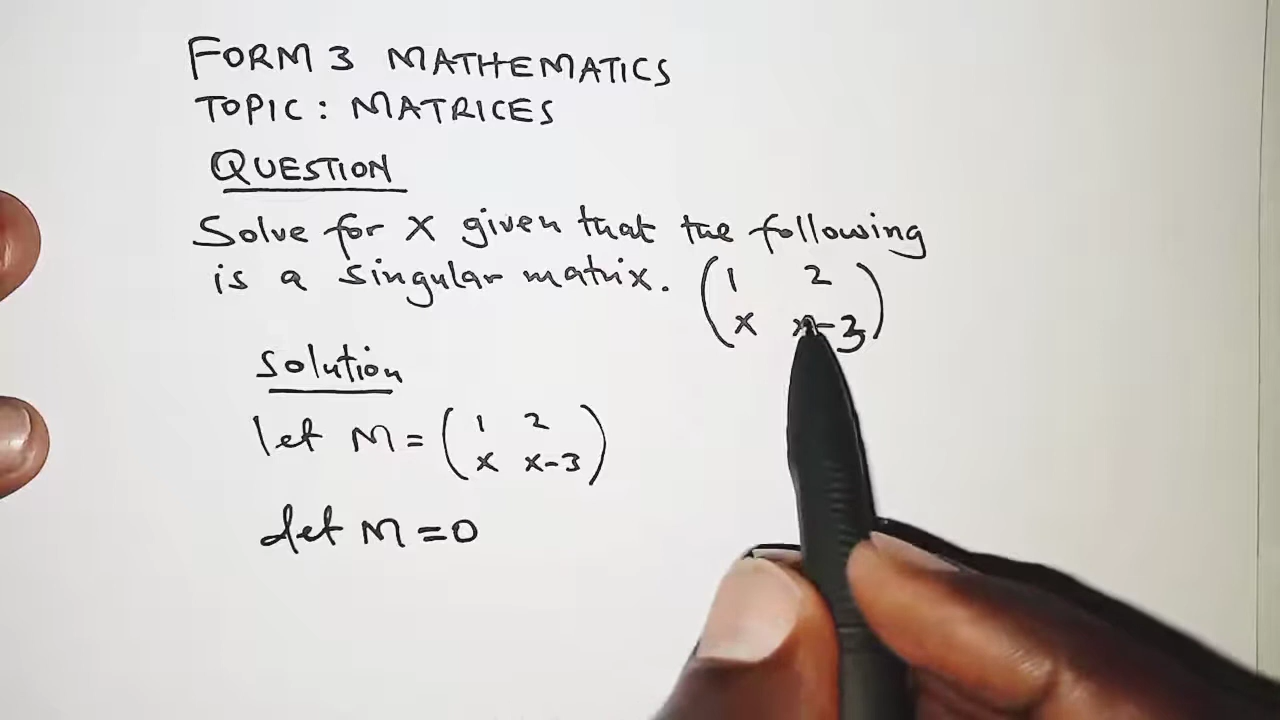 FORM 3 MATHEMATICS
TOPIC: MATRICES
QUESTION
Solve for x given that the following
is a singular matrix. (1 2
x x-3)
Solution
let M = (1 2
x x-3)
det M = 0